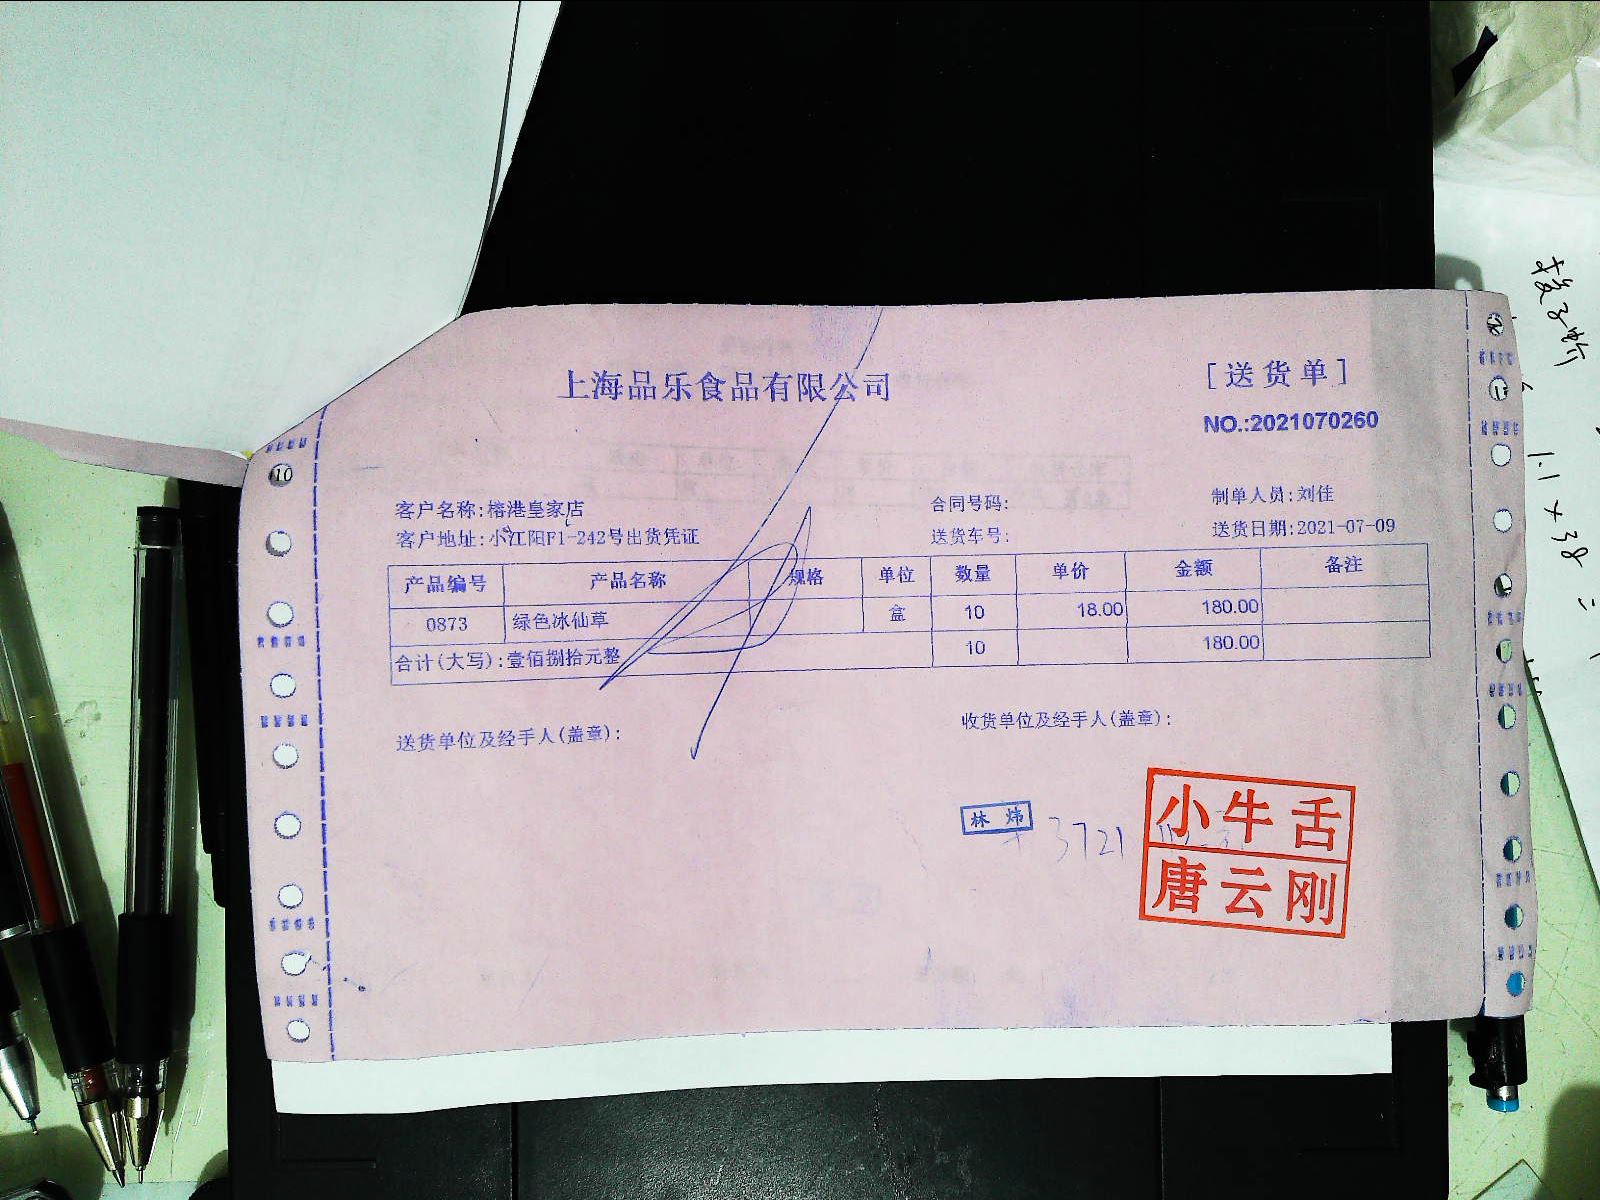 上海品乐食品有限公司
[送货单]
NO.:2021070260
客户名称:榕港皇家店
合同号码:
制单人员:刘佳
客户地址:小江阳F1-242号出货凭证
送货车号:
送货日期:2021-07-09
产品编号 产品名称 规格 单位 数量 单价 金额 备注
0873 绿色冰仙草 盒 10 18.00 180.00
合计(大写):壹佰捌拾元整 10 180.00
送货单位及经手人(盖章):
收货单位及经手人(盖章):
林炜
3721
小牛舌
唐云刚
10
1.1 x 38 =